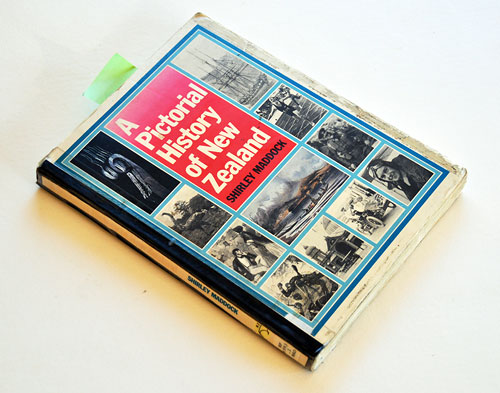 A
Pictorial
History
of New
Zealand
SHIRLEY MADDOCK
SHIRLEY MADDOCK